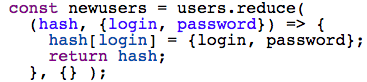 const newusers = users.reduce(
(hash, {login, password}) => {
hash[login] = {login, password};
return hash;
}, {} );